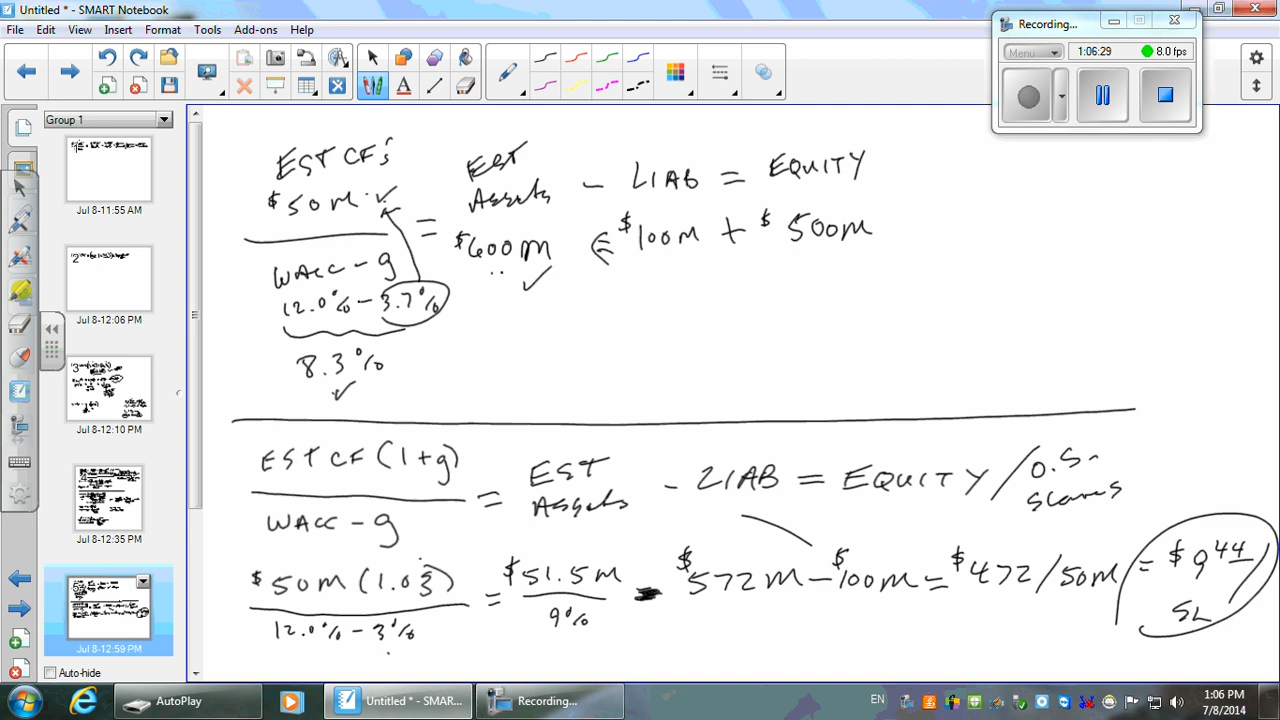 Untitled * - SMART Notebook
File Edit View Insert Format Tools Add-ons Help
Recording...
Menu
1:06:29
8.0 fps
Group 1
Jul 8-11:55 AM
Jul 8-12:06 PM
Jul 8-12:10 PM
Jul 8-12:35 PM
Jul 8-12:59 PM
Auto-hide
EST CF's
$50M
WACC - g
12.0% - 3.7%
8.3%
=
EST Assets - LIAB = EQUITY
$600m ∈ $100M + $500M
EST CF (1+g)
WACC - g
= EST Assets - LIAB = EQUITY / O.S. Shares
$50M (1.03)
12.0% - 3%
= $51.5M
9%
= $572M - $100M = $472/50M = $9.44
AutoPlay
Untitled * - SMAR...
Recording...
EN
1:06 PM
7/8/2014